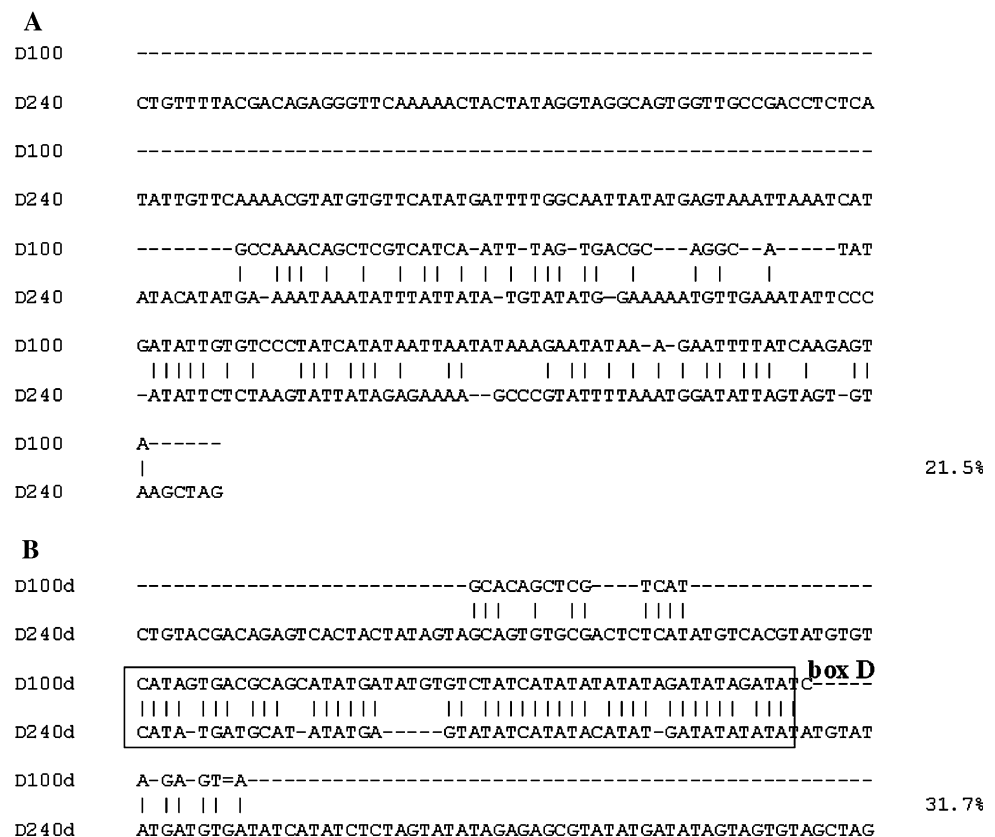 A
D100 ------------------------------------------------------------
D240 CTGTTTTACGACAGAGGGTTCAAAAACTACTATAGGTAGGCAGTGGTTGCCGACCTCTCA
D100 ------------------------------------------------------------
D240 TATTGTTCAAAACGTATGTGTTCATATGATTTTGGCAATTATATGAGTAAATTAAATCAT
D100 --------GCCAAACAGCTCGTCATCA-ATT-TAG-TGACGC---AGGC--A-----TAT
| ||| | | | || | | | ||| || | | | |
D240 ATACATATGA-AAATAAATATTTATTATA-TGTATATG-GAAAAATGTTGAAATATTCCC
D100 GATATTGTGTCCCTATCATATAATTAATATAAAGAATATAA-A-GAATTTTATCAAGAGT
||||| | | ||| ||| | || | || | | || ||| | ||
D240 -ATATTCTCTAAGTATTATAGAGAAAA--GCCCGTATTTTAAATGGATATTAGTAGT-GT
D100 A------
|
D240 AAGCTAG
21.5%
B
D100d ---------------------------GCACAGCTCG----TCAT---------------
||| | || ||||
D240d CTGTACGACAGAGTCACTACTATAGTAGCAGTGTGCGACTCTCATATGTCACGTATGTGT
box D
D100d CATAGTGACGCAGCATATGATATGTGTCTATCATATATATATAGATATAGATATC-----
|||| ||| ||| |||||| || ||||||||| |||| |||||| ||||
D240d CATA-TGATGCAT-ATATGA-----GTATATCATATACATAT-GATATATATATATGTAT
D100d A-GA-GT=A---------------------------------------------------
| || || |
D240d ATGATGTGATATCATATCTCTAGTATATAGAGAGCGTATATGATATAGTAGTGTAGCTAG
31.7%